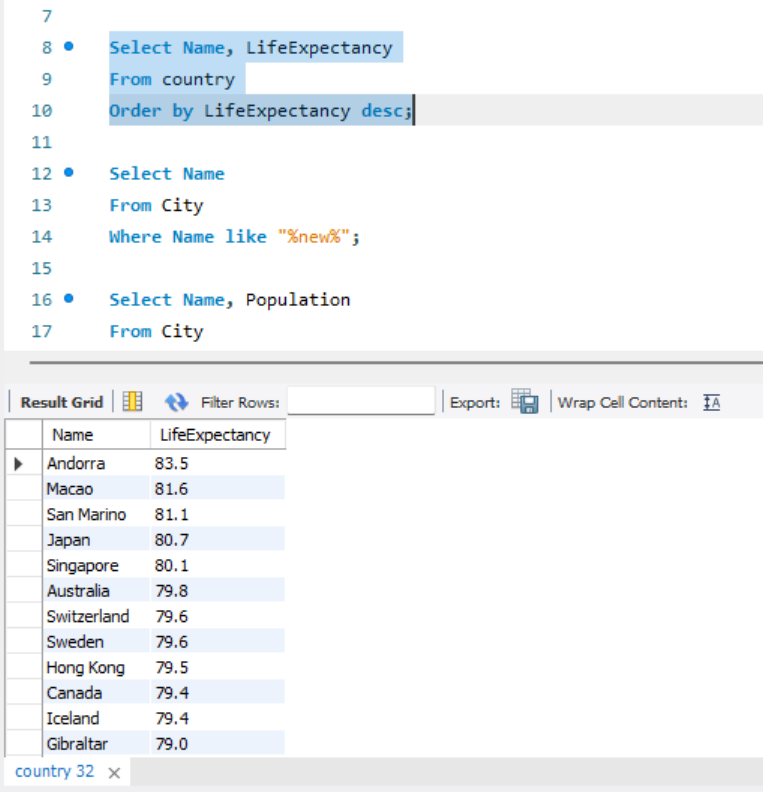 7
8 Select Name, LifeExpectancy
9 From country
10 Order by LifeExpectancy desc;
11
12 Select Name
13 From City
14 Where Name like "%new%";
15
16 Select Name, Population
17 From City
Result Grid Filter Rows: Export: Wrap Cell Content: IA
Name LifeExpectancy
Andorra 83.5
Macao 81.6
San Marino 81.1
Japan 80.7
Singapore 80.1
Australia 79.8
Switzerland 79.6
Sweden 79.6
Hong Kong 79.5
Canada 79.4
Iceland 79.4
Gibraltar 79.0
country 32